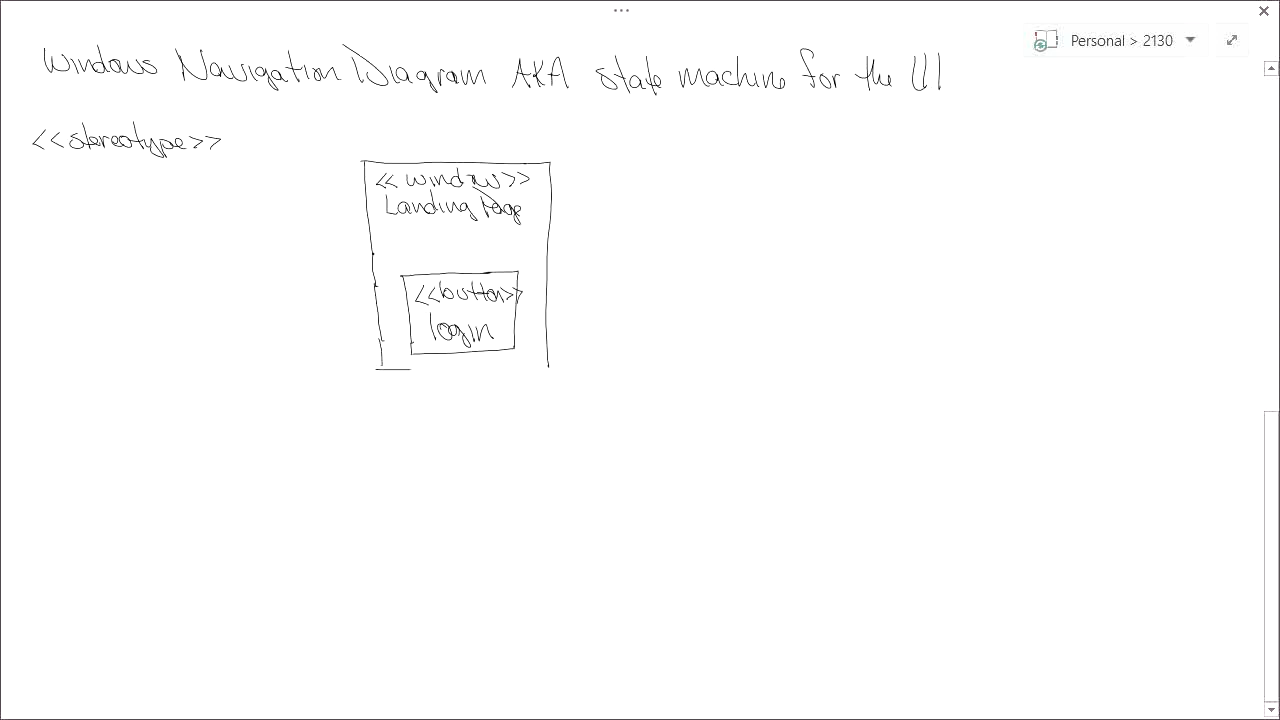 Personal > 2130
Windows Navigation Diagram AKA state machine for the UI
<<stereotype>>
<<window>>
Landing Page
<<button>>
login